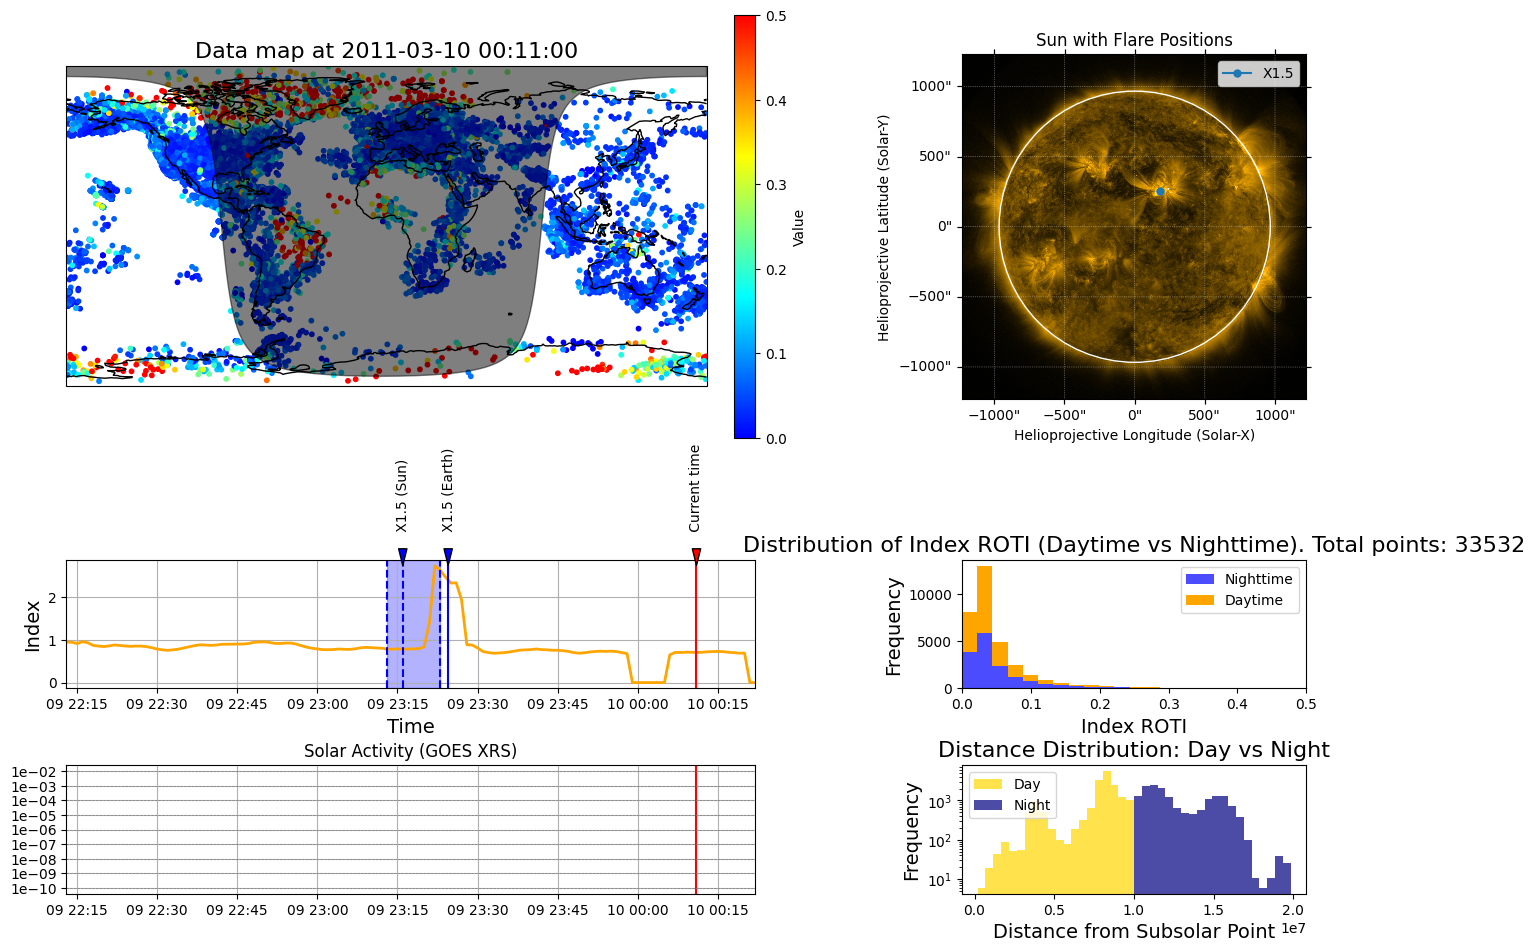 Data map at 2011-03-10 00:11:00
0.5
0.4
0.3
0.2
0.1
0.0
Value
Sun with Flare Positions
X1.5
1000"
500"
0"
−500"
−1000"
Helioprojective Latitude (Solar-Y)
−1000" −500" 0" 500" 1000"
Helioprojective Longitude (Solar-X)
X1.5 (Sun)
X1.5 (Earth)
Current time
2
1
0
Index
09 22:15 09 22:30 09 22:45 09 23:00 09 23:15 09 23:30 09 23:45 10 00:00 10 00:15
Time
Distribution of Index ROTI (Daytime vs Nighttime). Total points: 33532
Nighttime
Daytime
10000
5000
0
Frequency
0.0 0.1 0.2 0.3 0.4 0.5
Index ROTI
Solar Activity (GOES XRS)
1e−02
1e−03
1e−04
1e−05
1e−06
1e−07
1e−08
1e−09
1e−10
09 22:15 09 22:30 09 22:45 09 23:00 09 23:15 09 23:30 09 23:45 10 00:00 10 00:15
Distance Distribution: Day vs Night
Day
Night
10³
10²
10¹
Frequency
0.0 0.5 1.0 1.5 2.0
1e7
Distance from Subsolar Point